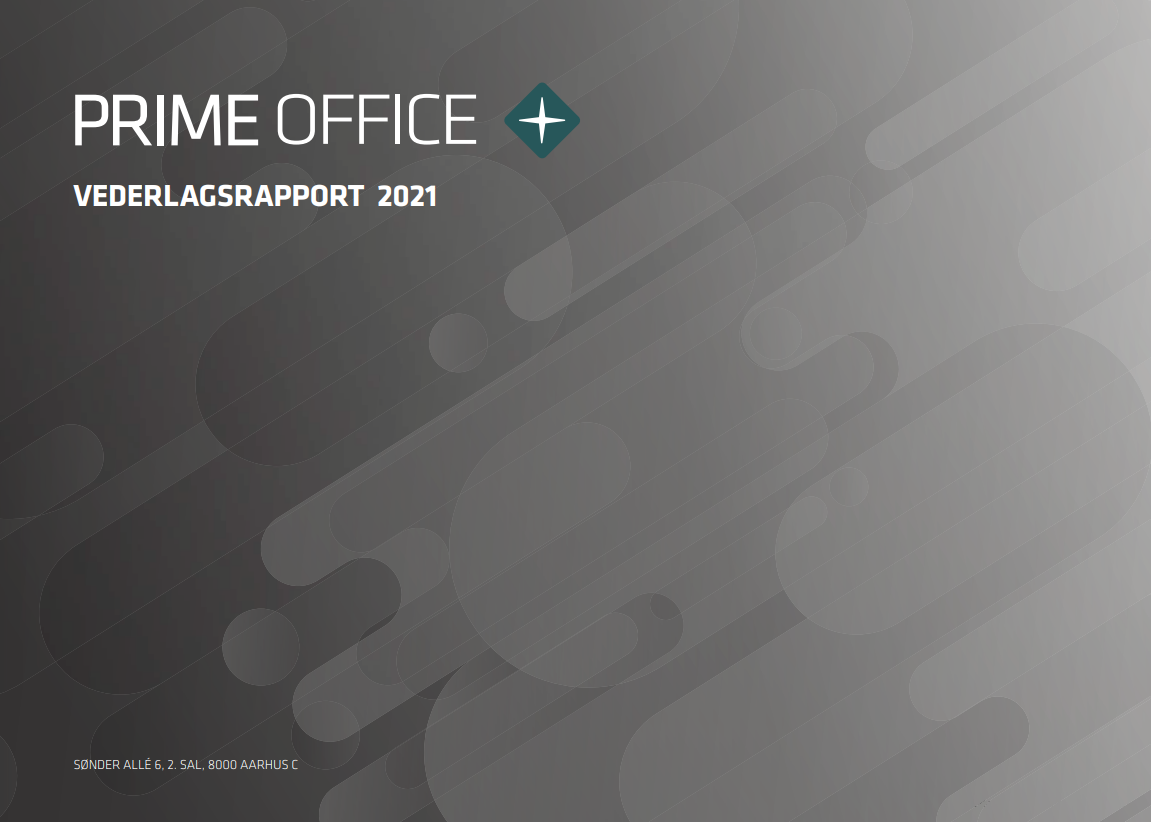 PRIME OFFICE
VEDERLAGSRAPPORT 2021
SØNDER ALLÉ 6, 2. SAL, 8000 AARHUS C